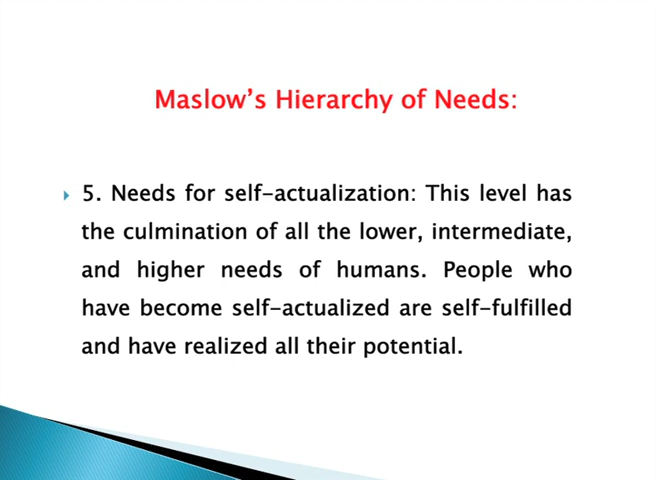 Maslow's Hierarchy of Needs:
5. Needs for self-actualization: This level has
the culmination of all the lower, intermediate,
and higher needs of humans. People who
have become self-actualized are self-fulfilled
and have realized all their potential.